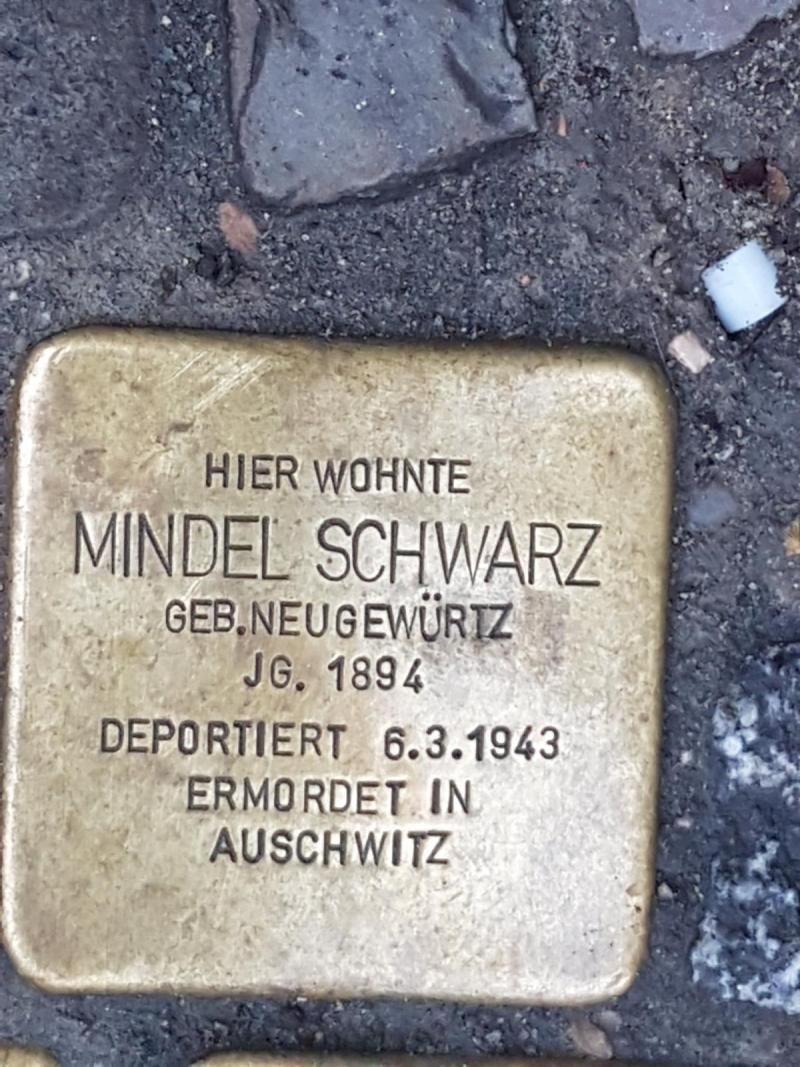 HIER WOHNTE
MINDEL SCHWARZ
GEB.NEUGEWÜRTZ
JG. 1894
DEPORTIERT 6.3.1943
ERMORDET IN
AUSCHWITZ